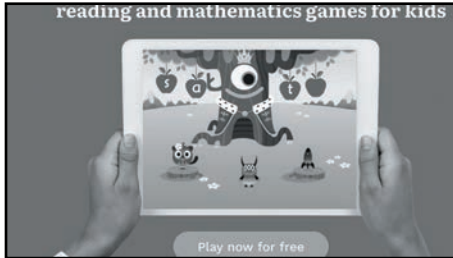 reading and mathematics games for kids
s a t
Play now for free